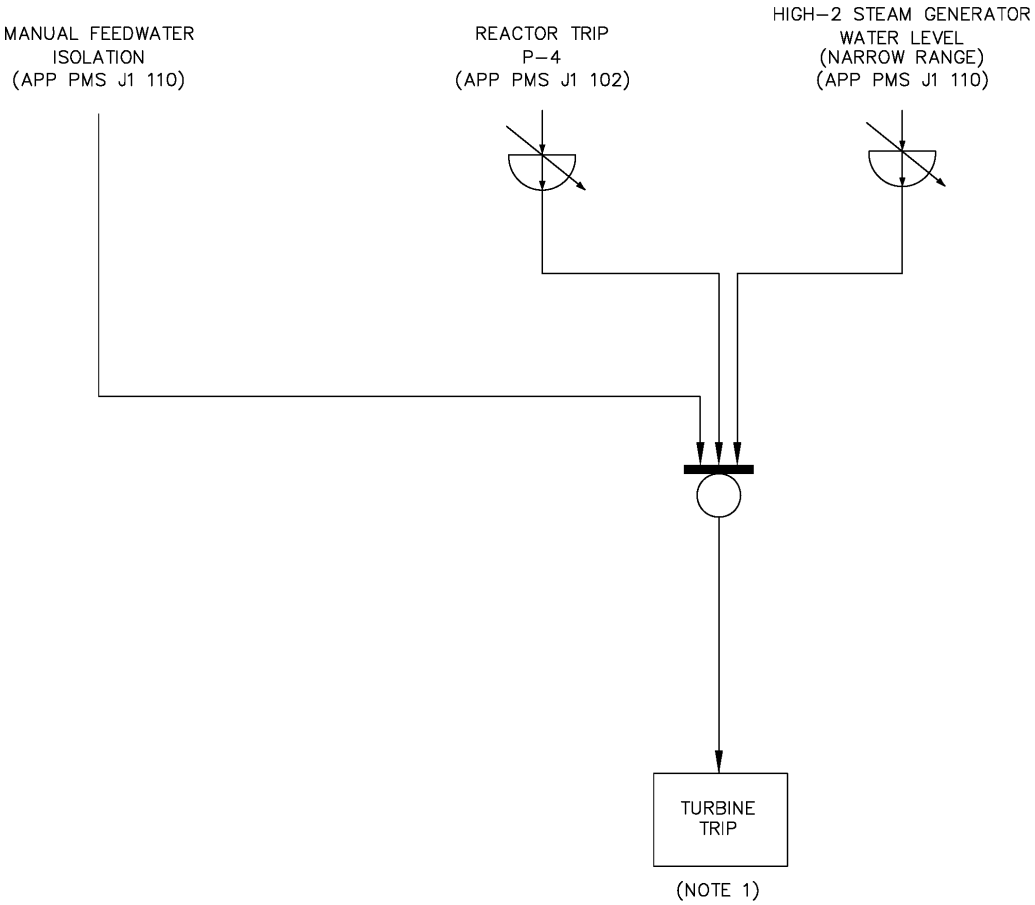 MANUAL FEEDWATER
ISOLATION
(APP PMS J1 110)
REACTOR TRIP
P-4
(APP PMS J1 102)
HIGH-2 STEAM GENERATOR
WATER LEVEL
(NARROW RANGE)
(APP PMS J1 110)
TURBINE
TRIP
(NOTE 1)